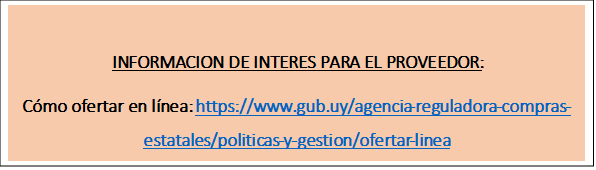 INFORMACION DE INTERES PARA EL PROVEEDOR:
Cómo ofertar en línea: https://www.gub.uy/agencia-reguladora-compras-
estatales/politicas-y-gestion/ofertar-linea